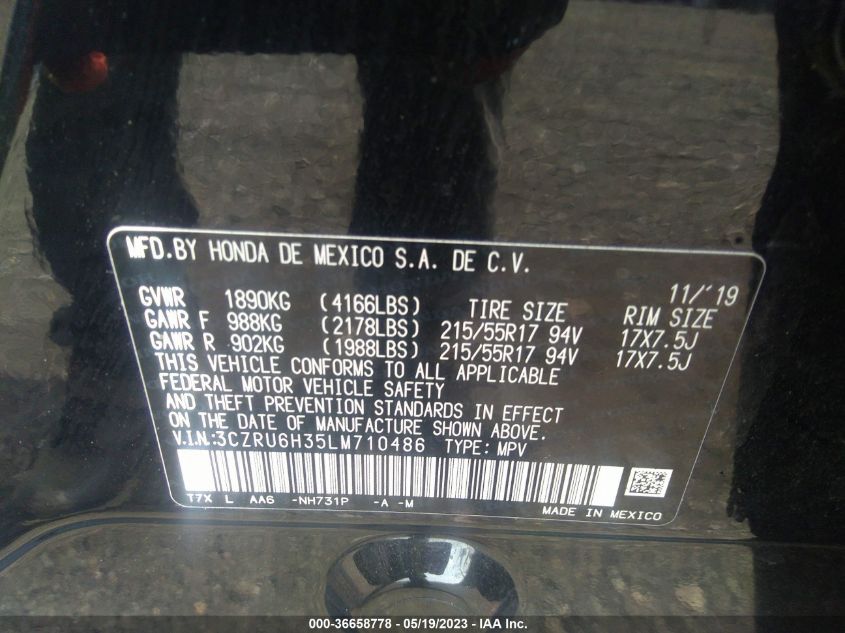 MFD.BY HONDA DE MEXICO S.A. DE C.V.
11/'19
GVWR 1890KG (4166LBS) TIRE SIZE RIM SIZE
GAWR F 988KG (2178LBS) 215/55R17 94V 17X7.5J
GAWR R 902KG (1988LBS) 215/55R17 94V 17X7.5J
THIS VEHICLE CONFORMS TO ALL APPLICABLE
FEDERAL MOTOR VEHICLE SAFETY
AND THEFT PREVENTION STANDARDS IN EFFECT
ON THE DATE OF MANUFACTURE SHOWN ABOVE.
V.I.N.:3CZRU6H35LM710486 TYPE: MPV
T7X L AA6 -NH731P -A -M
MADE IN MEXICO
000-36658778 - 05/19/2023 - IAA Inc.